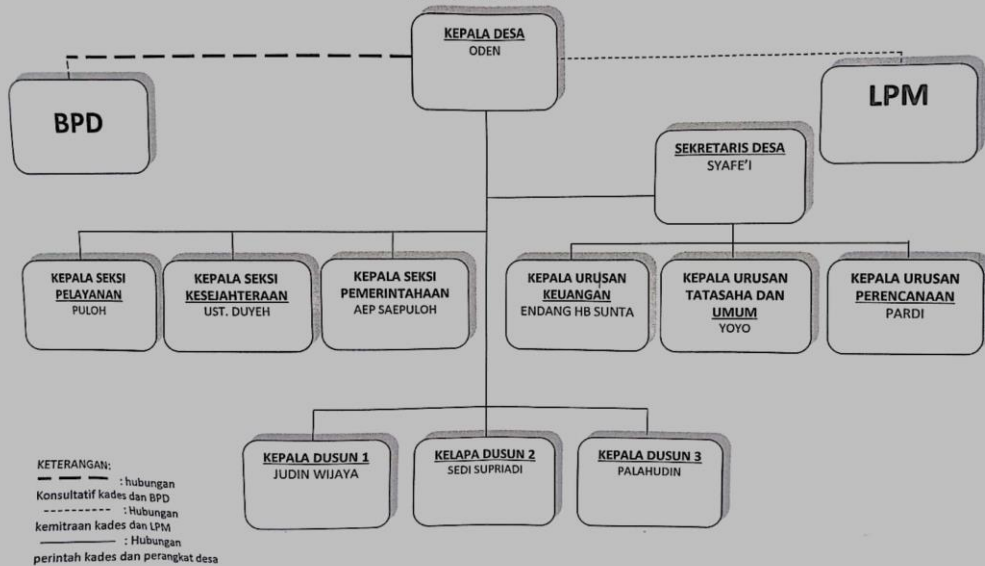 KEPALA DESA
ODEN
BPD
LPM
SEKRETARIS DESA
SYAFE'I
KEPALA SEKSI
PELAYANAN
PULOH
KEPALA SEKSI
KESEJAHTERAAN
UST. DUYEH
KEPALA SEKSI
PEMERINTAHAAN
AEP SAEPULOH
KEPALA URUSAN
KEUANGAN
ENDANG HB SUNTA
KEPALA URUSAN
TATASAHA DAN
UMUM
YOYO
KEPALA URUSAN
PERENCANAAN
PARDI
KEPALA DUSUN 1
JUDIN WIJAYA
KELAPA DUSUN 2
SEDI SUPRIADI
KEPALA DUSUN 3
PALAHUDIN
KETERANGAN:
: hubungan
Konsultatif kades dan BPD
: Hubungan
kemitraan kades dan LPM
: Hubungan
perintah kades dan perangkat desa